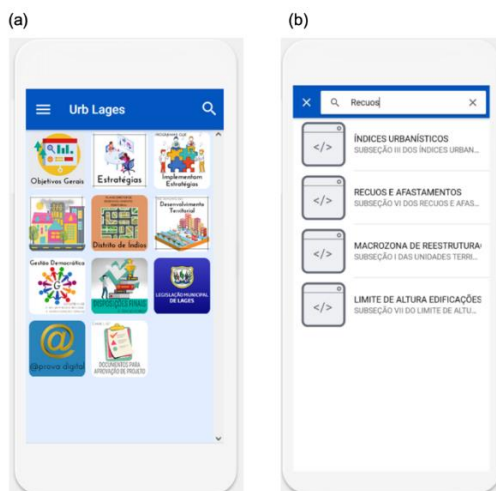 (a)
(b)
Urb Lages
Objetivos Gerais
Estratégias
Implementam
Estratégias
Distrito de Índios
Desenvolvimento
Territorial
Gestão Democrática
DISPOSIÇÕES FINAIS
LEGISLAÇÃO MUNICIPAL
DE LAGES
@prova digital
DOCUMENTOS PARA
APROVAÇÃO DE PROJETO
Recuos
ÍNDICES URBANÍSTICOS
SUBSEÇÃO III DOS ÍNDICES URBAN...
RECUOS E AFASTAMENTOS
SUBSEÇÃO VI DOS RECUOS E AFAS...
MACROZONA DE REESTRUTURA
SUBSEÇÃO I DAS UNIDADES TERRI...
LIMITE DE ALTURA EDIFICAÇÕES
SUBSEÇÃO VII DO LIMITE DE ALTU...